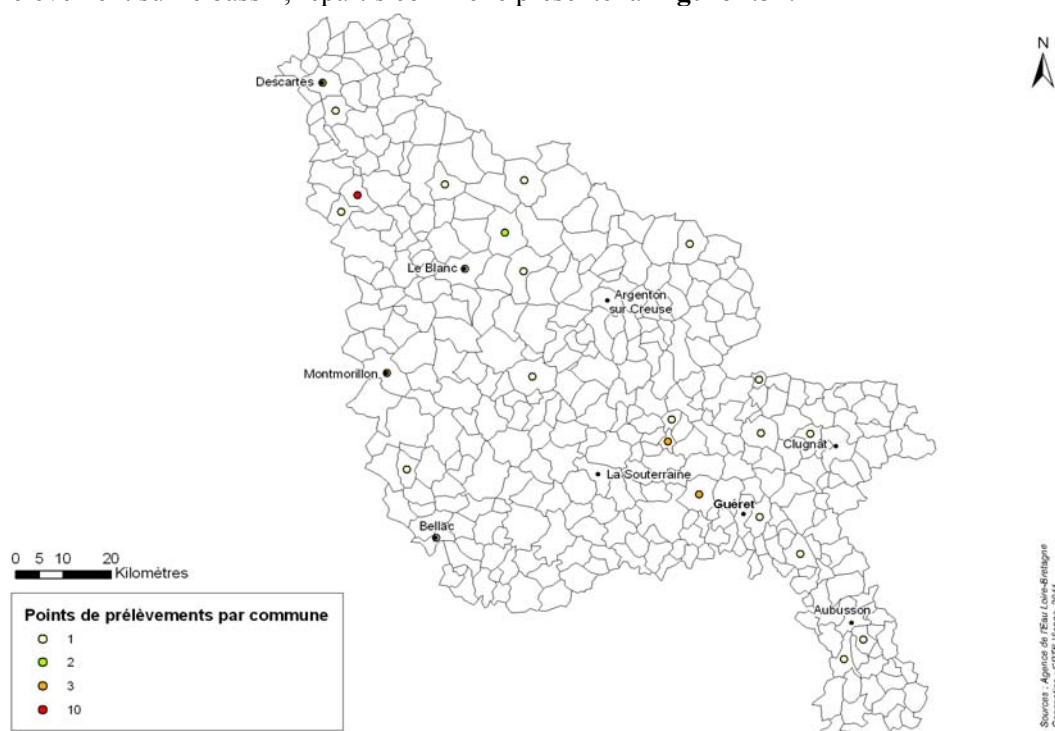 N
Descartes
Le Blanc
Argenton
sur Creuse
Montmorillon
Clugnat
La Souterraine
Guéret
Bellac
0 5 10 20
Kilomètres
Aubusson
Points de prélèvements par commune
1
2
3
10
Sources : Agence de l'Eau Loire-Bretagne